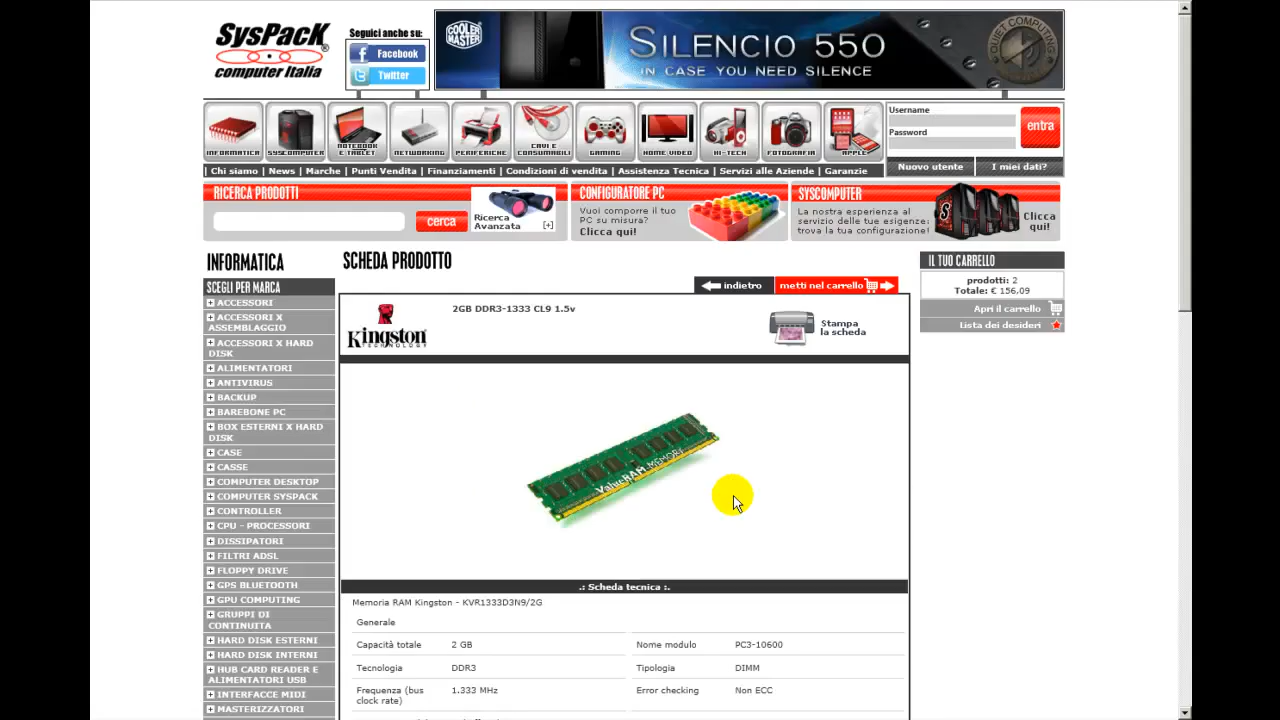 SysPack®
computer Italia
Seguici anche su:
Facebook
Twitter
COOLER MASTER
SILENCIO 550
IN CASE YOU NEED SILENCE
QUIET COMPUTING
INFORMATICA
SYSCOMPUTER
NOTEBOOK E TABLET
NETWORKING
PERIFERICHE
CAVI E CONSUMABILI
GAMING
HOME VIDEO
HI-TECH
FOTOGRAFIA
APPLE
Username
Password
entra
Nuovo utente
I miei dati?
| Chi siamo | News | Marche | Punti Vendita | Finanziamenti | Condizioni di vendita | Assistenza Tecnica | Servizi alle Aziende | Garanzie
RICERCA PRODOTTI
cerca
Ricerca
Avanzata [+]
CONFIGURATORE PC
Vuoi comporre il tuo
PC su misura?
Clicca qui!
SYSCOMPUTER
La nostra esperienza al
servizio delle tue esigenze:
trova la tua configurazione!
Clicca
qui!
INFORMATICA
SCEGLI PER MARCA
ACCESSORI
ACCESSORI X
ASSEMBLAGGIO
ACCESSORI X HARD
DISK
ALIMENTATORI
ANTIVIRUS
BACKUP
BAREBONE PC
BOX ESTERNI X HARD
DISK
CASE
CASSE
COMPUTER DESKTOP
COMPUTER SYSPACK
CONTROLLER
CPU - PROCESSORI
DISSIPATORI
FILTRI ADSL
FLOPPY DRIVE
GPS BLUETOOTH
GPU COMPUTING
GRUPPI DI
CONTINUITA
HARD DISK ESTERNI
HARD DISK INTERNI
HUB CARD READER E
ALIMENTATORI USB
INTERFACCE MIDI
MASTERIZZATORI
SCHEDA PRODOTTO
indietro
metti nel carrello
Kingston
TECHNOLOGY
2GB DDR3-1333 CL9 1.5v
Stampa
la scheda
ValueRAM MEMORY
.: Scheda tecnica :.
Memoria RAM Kingston - KVR1333D3N9/2G
Generale
Capacità totale 2 GB Nome modulo PC3-10600
Tecnologia DDR3 Tipologia DIMM
Frequenza (bus
clock rate) 1.333 MHz Error checking Non ECC
IL TUO CARRELLO
prodotti: 2
Totale: € 156,09
Apri il carrello
Lista dei desideri